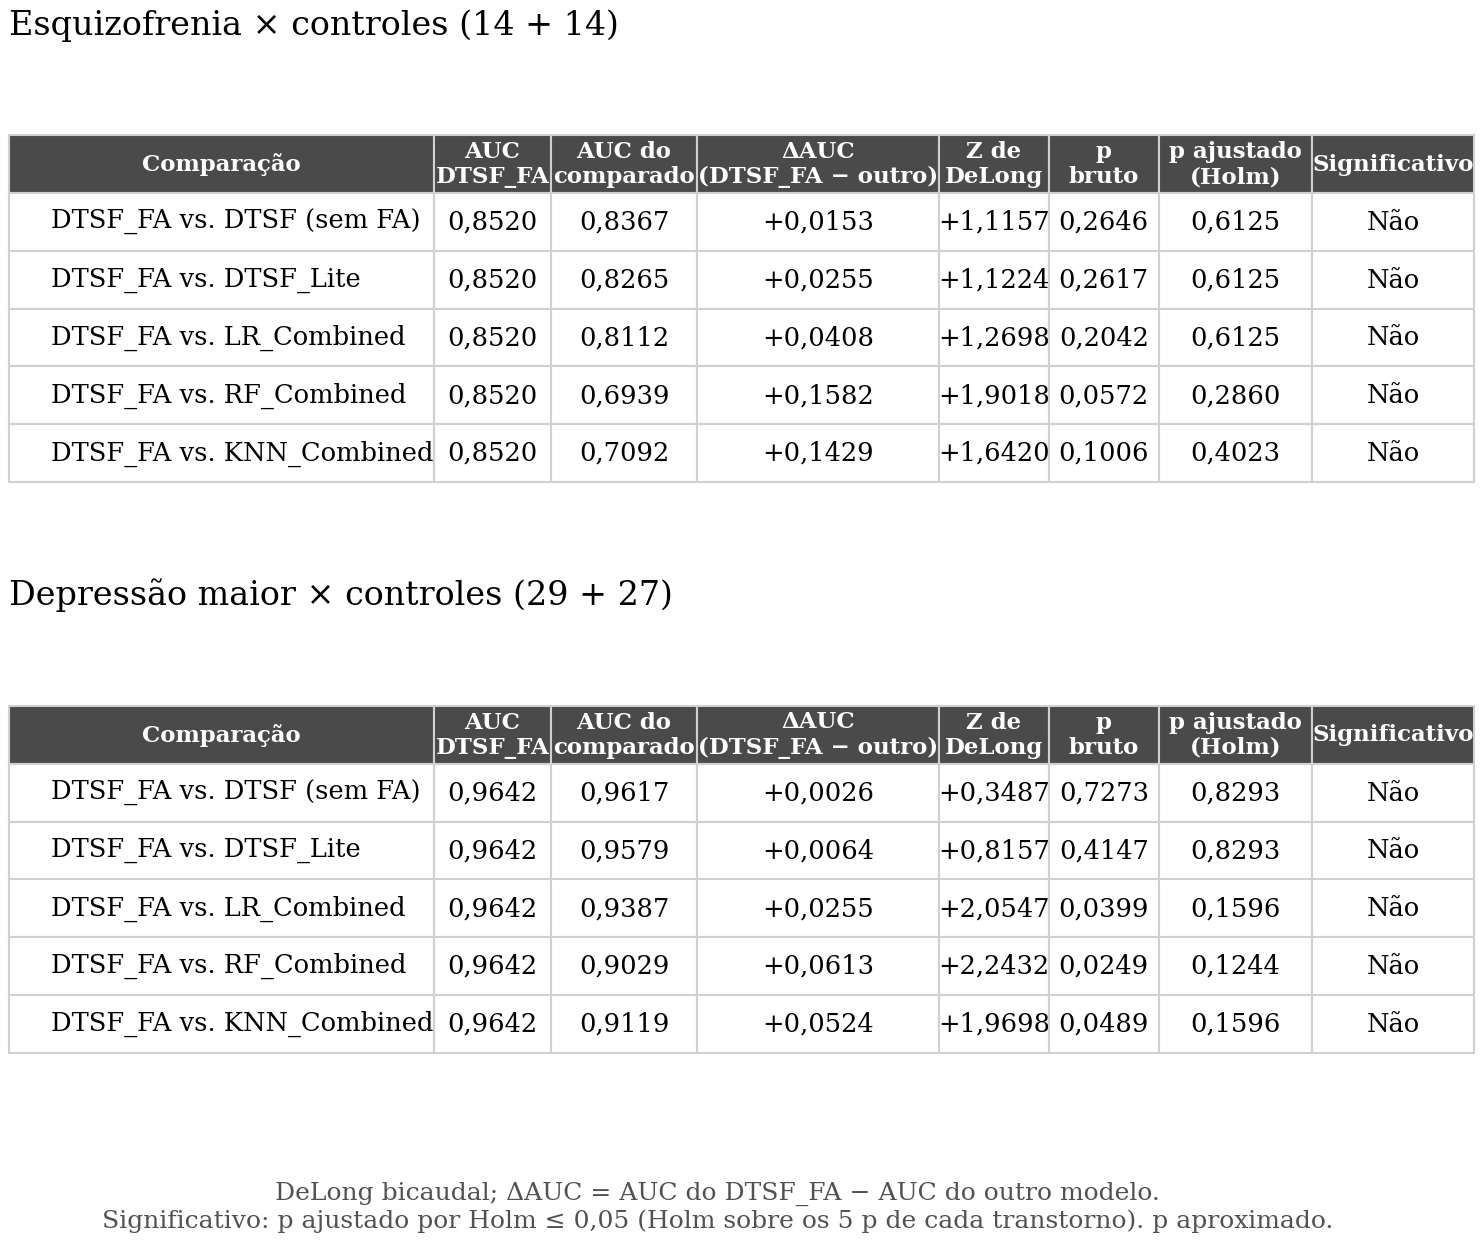 Esquizofrenia × controles (14 + 14)
Comparação AUC DTSF_FA AUC do comparado ΔAUC (DTSF_FA − outro) Z de DeLong p bruto p ajustado (Holm) Significativo
DTSF_FA vs. DTSF (sem FA) 0,8520 0,8367 +0,0153 +1,1157 0,2646 0,6125 Não
DTSF_FA vs. DTSF_Lite 0,8520 0,8265 +0,0255 +1,1224 0,2617 0,6125 Não
DTSF_FA vs. LR_Combined 0,8520 0,8112 +0,0408 +1,2698 0,2042 0,6125 Não
DTSF_FA vs. RF_Combined 0,8520 0,6939 +0,1582 +1,9018 0,0572 0,2860 Não
DTSF_FA vs. KNN_Combined 0,8520 0,7092 +0,1429 +1,6420 0,1006 0,4023 Não
Depressão maior × controles (29 + 27)
Comparação AUC DTSF_FA AUC do comparado ΔAUC (DTSF_FA − outro) Z de DeLong p bruto p ajustado (Holm) Significativo
DTSF_FA vs. DTSF (sem FA) 0,9642 0,9617 +0,0026 +0,3487 0,7273 0,8293 Não
DTSF_FA vs. DTSF_Lite 0,9642 0,9579 +0,0064 +0,8157 0,4147 0,8293 Não
DTSF_FA vs. LR_Combined 0,9642 0,9387 +0,0255 +2,0547 0,0399 0,1596 Não
DTSF_FA vs. RF_Combined 0,9642 0,9029 +0,0613 +2,2432 0,0249 0,1244 Não
DTSF_FA vs. KNN_Combined 0,9642 0,9119 +0,0524 +1,9698 0,0489 0,1596 Não
DeLong bicaudal; ΔAUC = AUC do DTSF_FA − AUC do outro modelo.
Significativo: p ajustado por Holm ≤ 0,05 (Holm sobre os 5 p de cada transtorno). p aproximado.